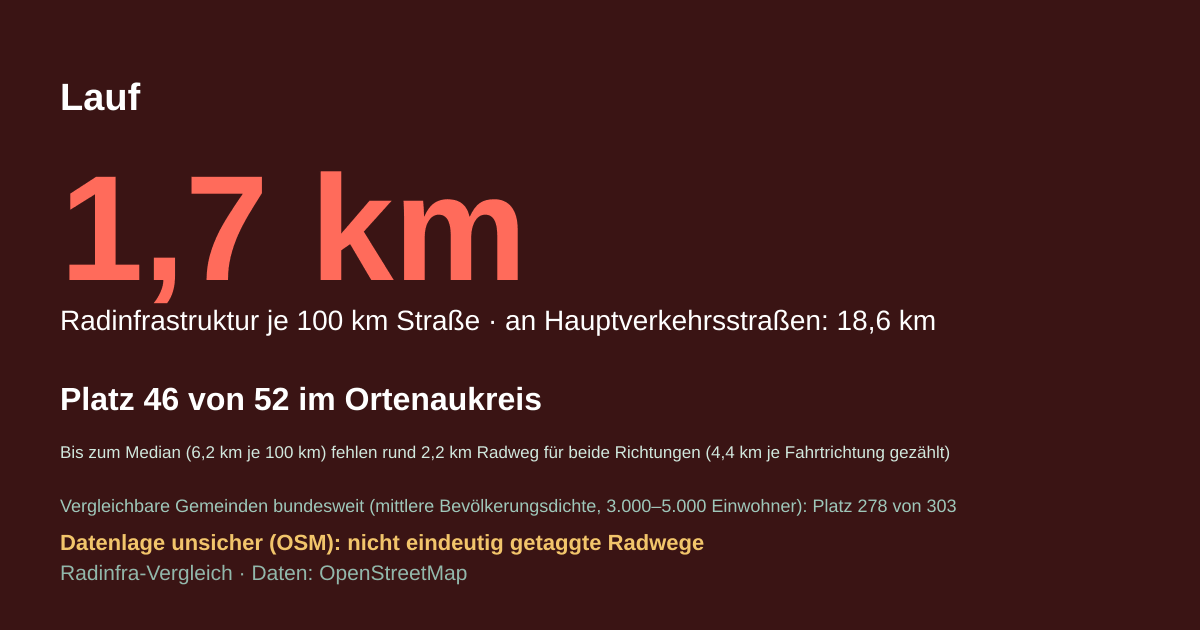 Lauf
1,7 km
Radinfrastruktur je 100 km Straße · an Hauptverkehrsstraßen: 18,6 km
Platz 46 von 52 im Ortenaukreis
Bis zum Median (6,2 km je 100 km) fehlen rund 2,2 km Radweg für beide Richtungen (4,4 km je Fahrtrichtung gezählt)
Vergleichbare Gemeinden bundesweit (mittlere Bevölkerungsdichte, 3.000–5.000 Einwohner): Platz 278 von 303
Datenlage unsicher (OSM): nicht eindeutig getaggte Radwege
Radinfra-Vergleich · Daten: OpenStreetMap